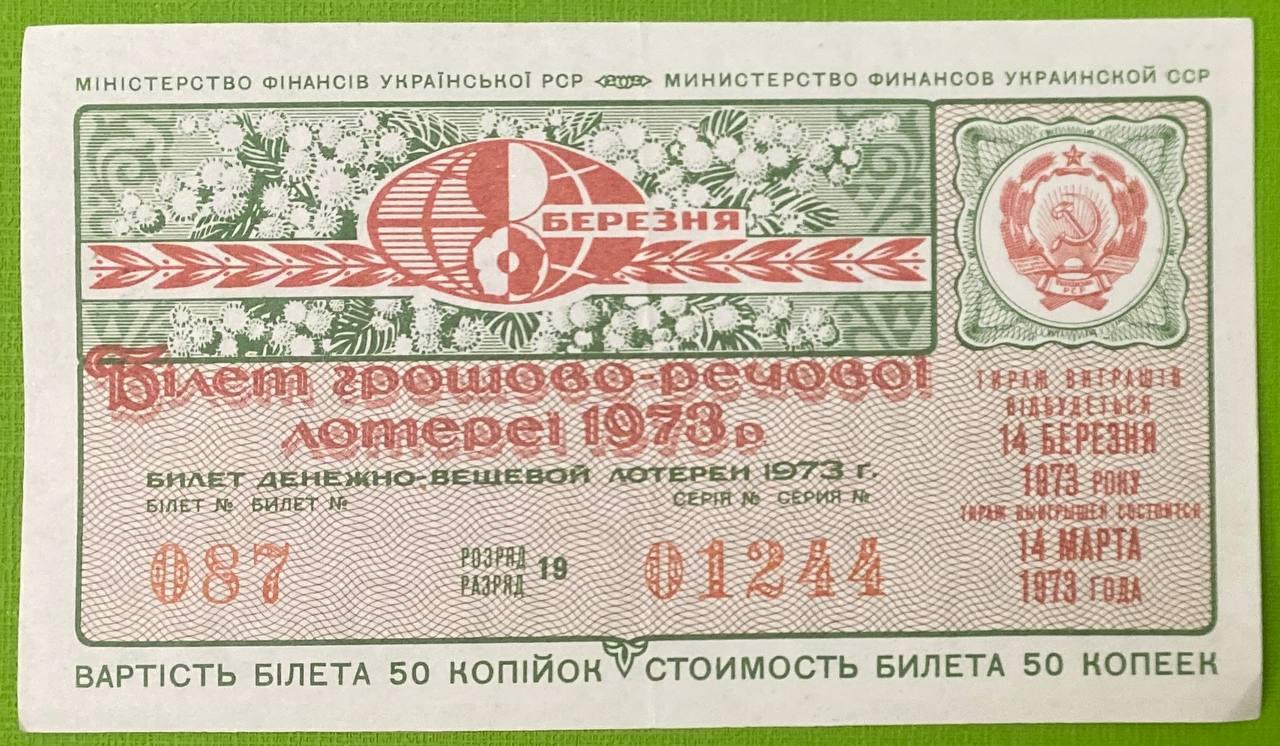 МІНІСТЕРСТВО ФІНАНСІВ УКРАЇНСЬКОЇ РСР МИНИСТЕРСТВО ФИНАНСОВ УКРАИНСКОЙ ССР
8 БЕРЕЗНЯ
РСР
Білет грошово-речової
лотереї 1973 р
БИЛЕТ ДЕНЕЖНО-ВЕЩЕВОЙ ЛОТЕРЕИ 1973 г.
БІЛЕТ № БИЛЕТ № СЕРІЯ № СЕРИЯ №
087 РОЗРЯД РАЗРЯД 19 01244
ТИРАЖ ВИГРАШІВ
ВІДБУДЕТЬСЯ
14 БЕРЕЗНЯ
1973 РОКУ
ТИРАЖ ВЫИГРЫШЕЙ СОСТОИТСЯ
14 МАРТА
1973 ГОДА
ВАРТІСТЬ БІЛЕТА 50 КОПІЙОК СТОИМОСТЬ БИЛЕТА 50 КОПЕЕК